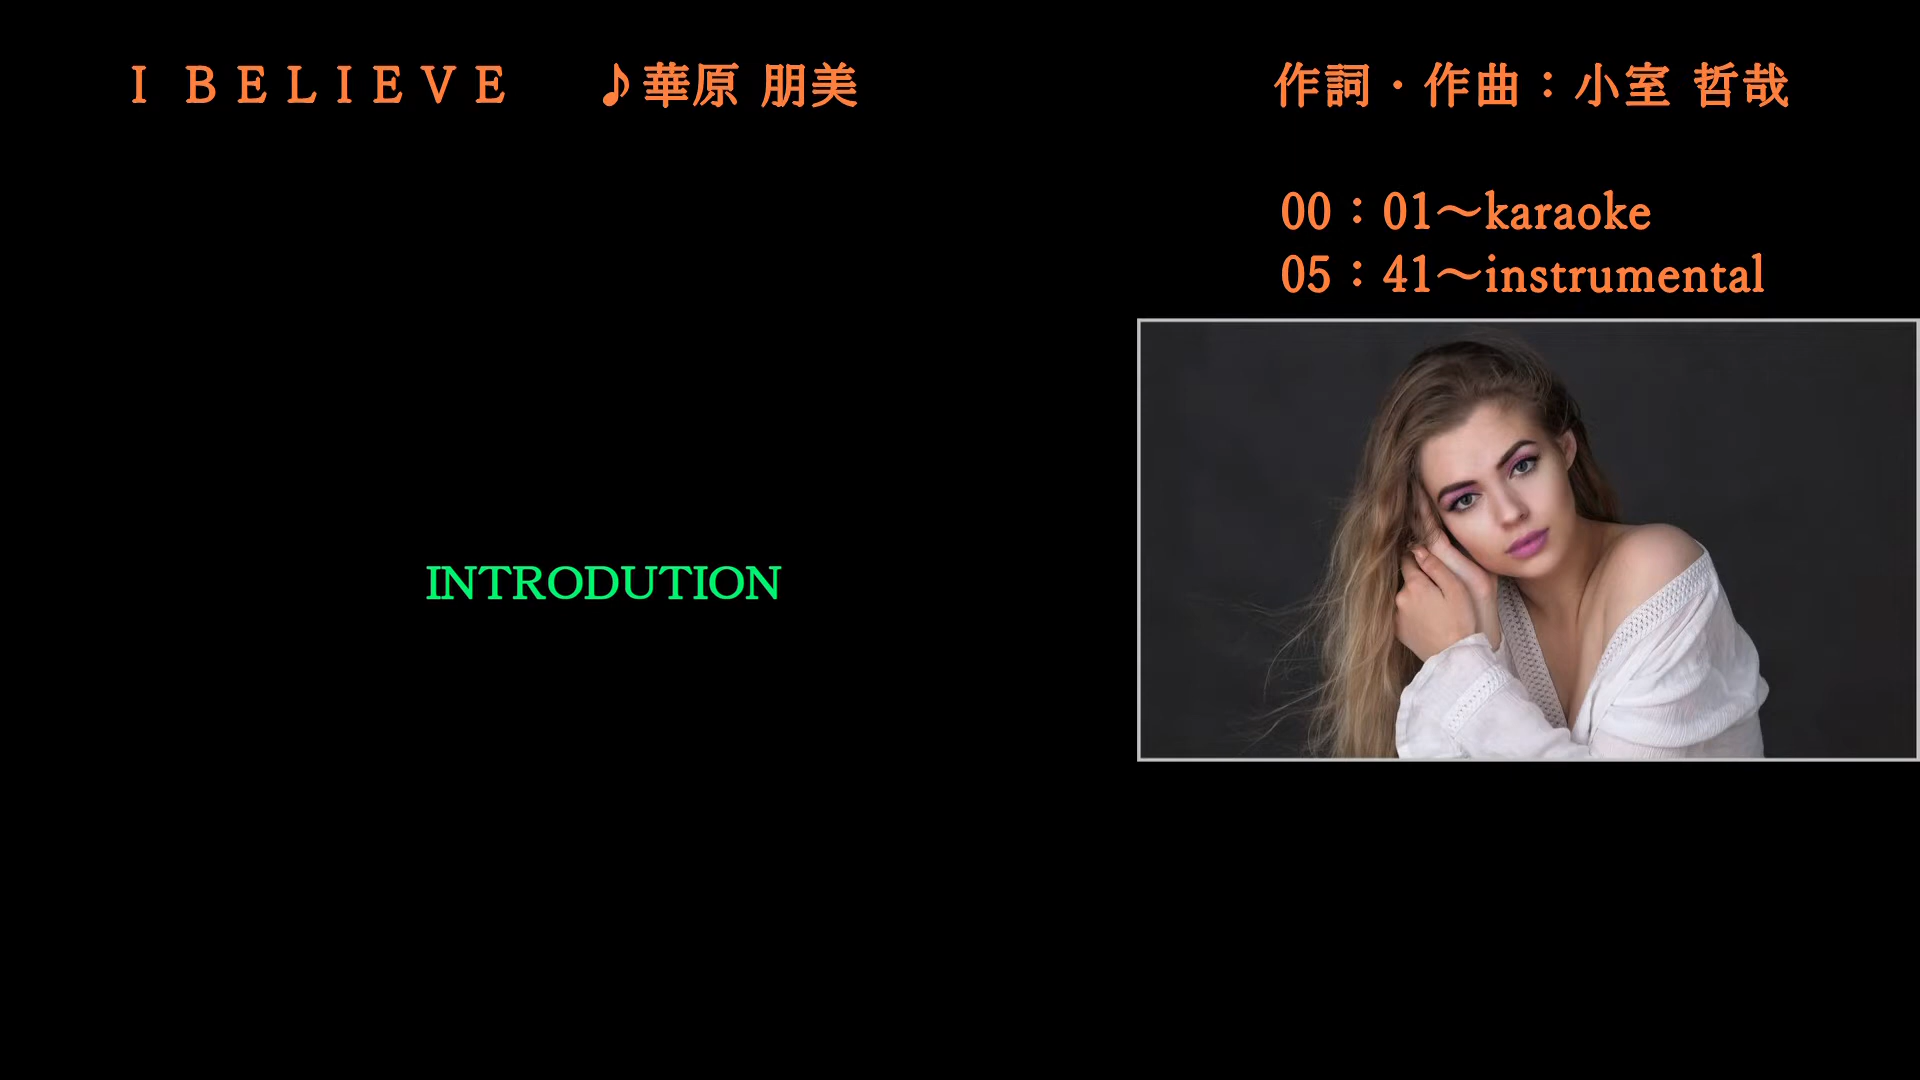 I BELIEVE ♪華原 朋美
作詞・作曲：小室 哲哉
00：01～karaoke
05：41～instrumental
INTRODUTION